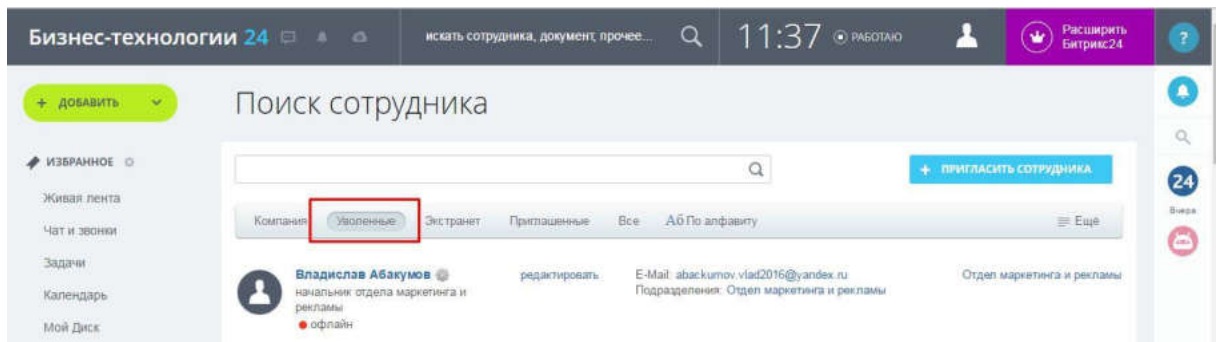 Бизнес-технологии 24
искать сотрудника, документ, прочее...
11:37
РАБОТАЮ
Расширить
Битрикс24
?
+ ДОБАВИТЬ
Поиск сотрудника
ИЗБРАННОЕ
+ ПРИГЛАСИТЬ СОТРУДНИКА
Живая лента
24
Вчера
Компания
Уволенные
Экстранет
Приглашенные
Все
Aб По алфавиту
Ещё
Чат и звонки
Задачи
Владислав Абакумов
редактировать
E-Mail: abackumov.vlad2016@yandex.ru
Отдел маркетинга и рекламы
начальник отдела маркетинга и
рекламы
Подразделения: Отдел маркетинга и рекламы
Календарь
офлайн
Мой Диск